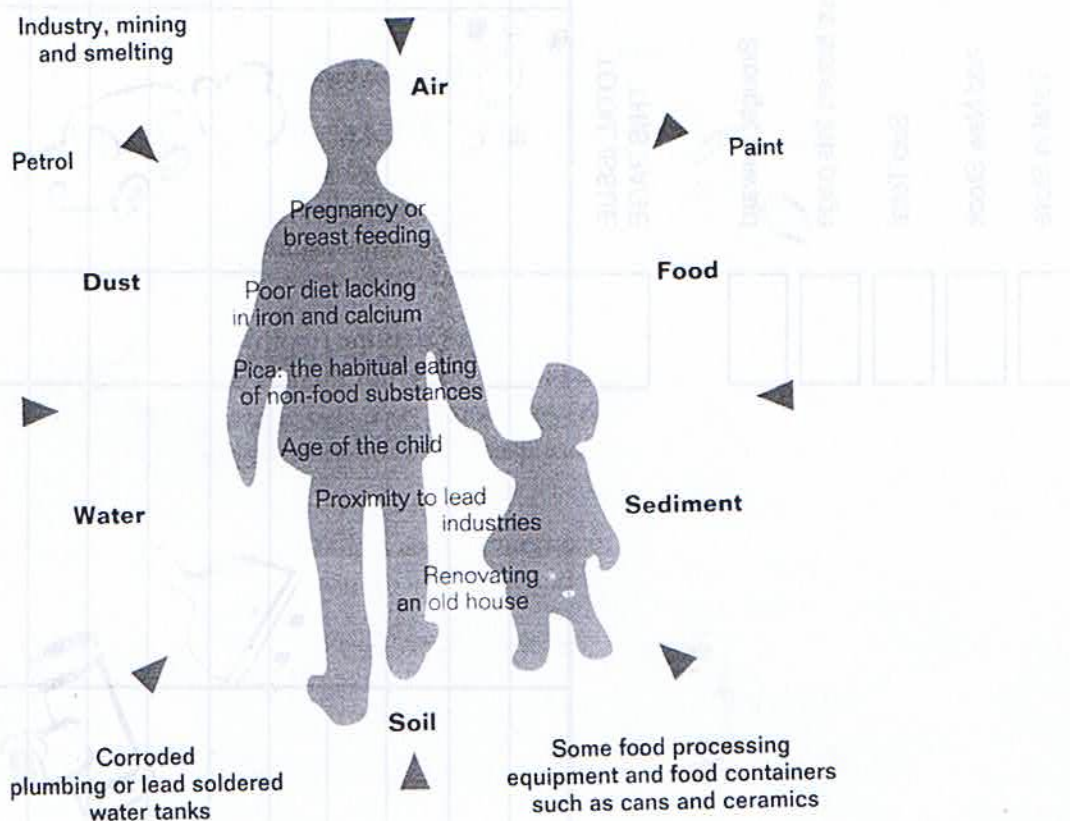 Industry, mining
and smelting
Air
Petrol
Paint
Pregnancy or
breast feeding
Dust
Food
Poor diet lacking
in iron and calcium
Pica: the habitual eating
of non-food substances
Age of the child
Proximity to lead
industries
Water
Sediment
Renovating
an old house
Soil
Corroded
plumbing or lead soldered
water tanks
Some food processing
equipment and food containers
such as cans and ceramics